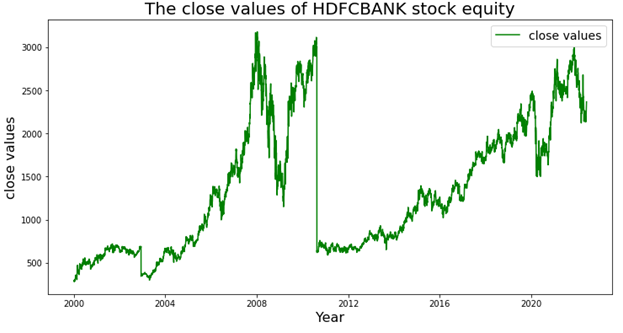 The close values of HDFCBANK stock equity
close values
3000
2500
2000
1500
1000
500
close values
2000 2004 2008 2012 2016 2020
Year